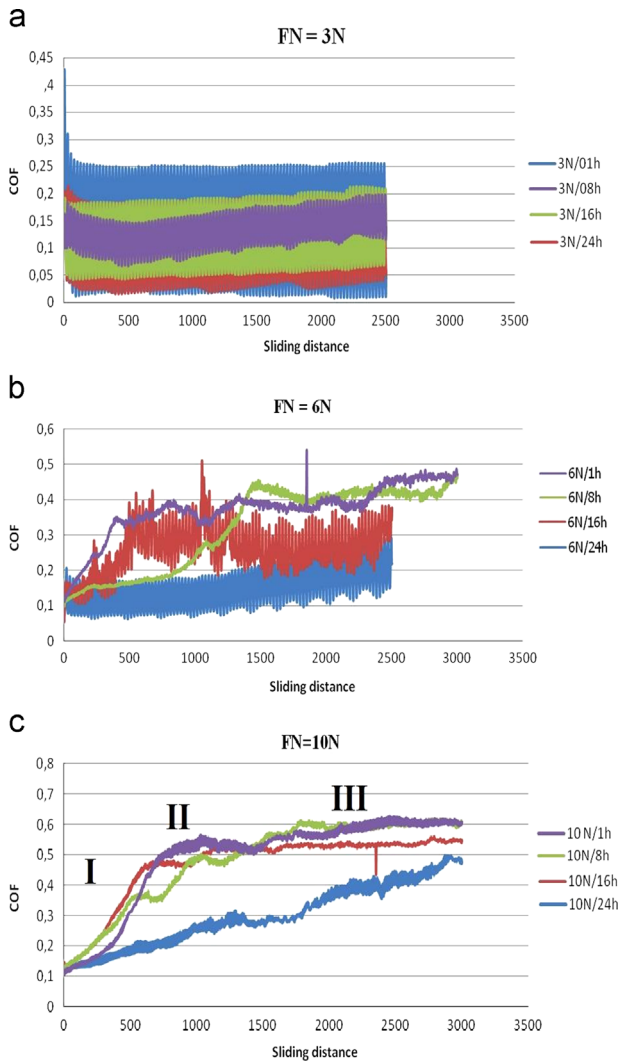 a
FN = 3N
0,45
,4
0,35
0,3
0,25
0,2
0,15
0,1
0,05
0
COF
0 500 1000 1500 2000 2500 3000 3500
Sliding distance
3N/01h
3N/08h
3N/16h
3N/24h
b
FN = 6N
0,6
0,5
0,4
0,3
0,2
0,1
0
COF
0 500 1000 1500 2000 2500 3000 3500
Sliding distance
6N/1h
6N/8h
6N/16h
6N/24h
c
FN=10N
0,8
0,7
0,6
0,5
0,4
0,3
0,2
0,1
0
COF
I
II
III
0 500 1000 1500 2000 2500 3000 3500
Sliding distance
10N/1h
10N/8h
10N/16h
10N/24h